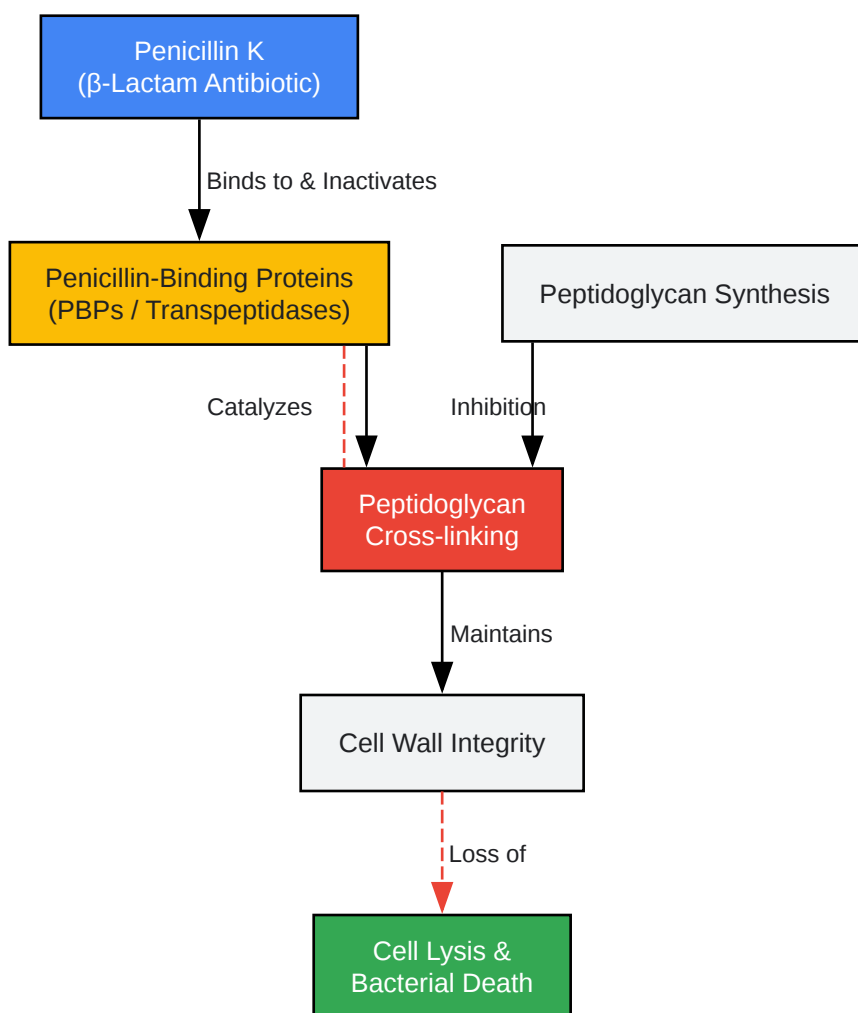 Penicillin K
(β-Lactam Antibiotic)
Binds to & Inactivates
Penicillin-Binding Proteins
(PBPs / Transpeptidases)
Peptidoglycan Synthesis
Catalyzes
Inhibition
Peptidoglycan
Cross-linking
Maintains
Cell Wall Integrity
Loss of
Cell Lysis &
Bacterial Death